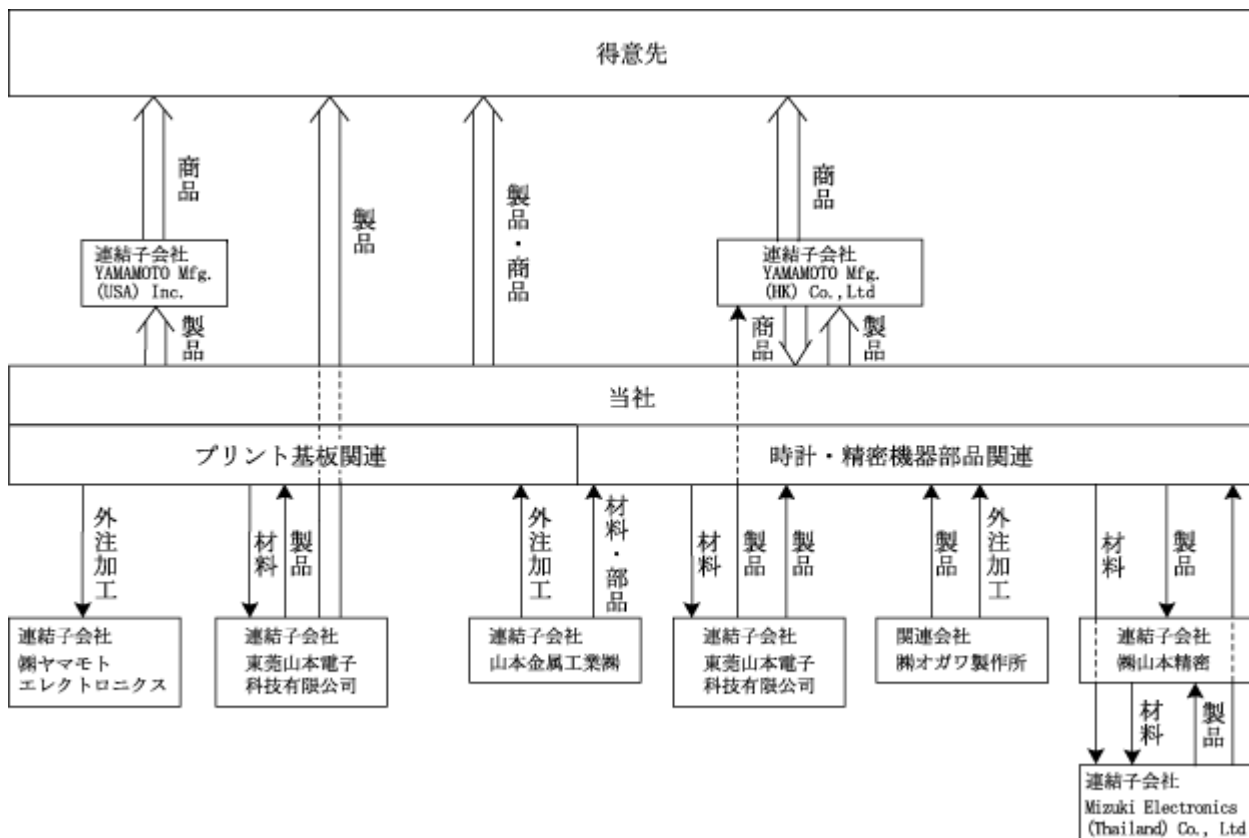 得意先
商品
製品
製品・商品
商品
連結子会社
YAMAMOTO Mfg.
(USA) Inc.
連結子会社
YAMAMOTO Mfg.
(HK) Co.,Ltd
製品
商品
製品
当社
プリント基板関連
時計・精密機器部品関連
外注加工
材料
製品
外注加工
材料・部品
材料
製品
製品
製品
外注加工
材料
製品
連結子会社
㈱ヤマモト
エレクトロニクス
連結子会社
東莞山本電子
科技有限公司
連結子会社
山本金属工業㈱
連結子会社
東莞山本電子
科技有限公司
関連会社
㈱オガワ製作所
連結子会社
㈱山本精密
材料
製品
連結子会社
Mizuki Electronics
(Thailand) Co., Ltd